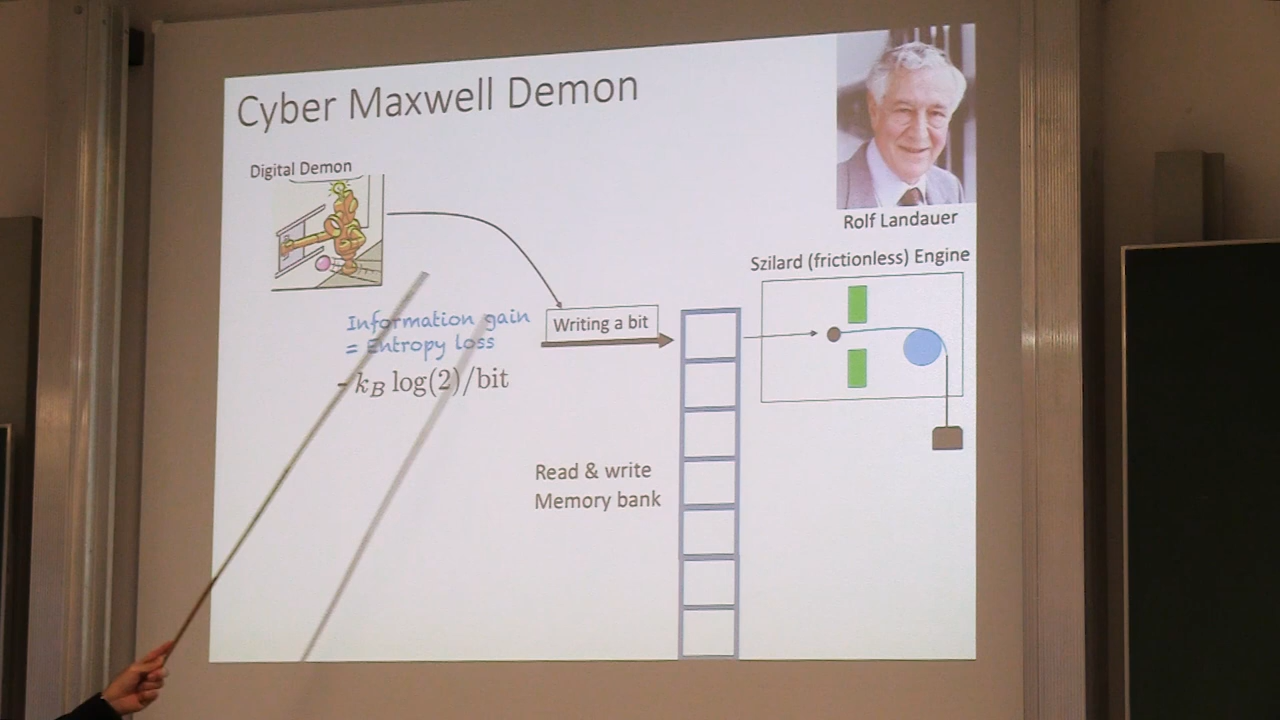 Cyber Maxwell Demon
Digital Demon
Rolf Landauer
Szilard (frictionless) Engine
Information gain
= Entropy loss
- k_B log(2)/bit
Writing a bit
Read & write
Memory bank